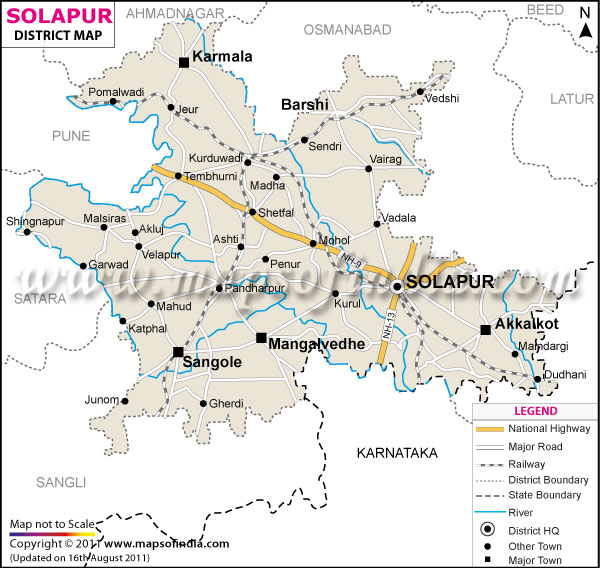 SOLAPUR
DISTRICT MAP
AHMADNAGAR
BEED
OSMANABAD
N
LATUR
Karmala
Pomalwadi
Jeur
Barshi
Vedshi
PUNE
Sendri
Kurduwadi
Vairag
Tembhurni
Madha
Shetfal
Vadala
Shingnapur
Malsiras
Akluj
Velapur
Ashti
Mohol
NH-9
Garwad
Penur
www.mapsofindia.com
SOLAPUR
SATARA
Pandharpur
Kurul
Mahud
Katphal
NH-13
Akkalkot
Mangalvedhe
Sangole
Maindargi
Dudhani
Junom
Gherdi
KARNATAKA
SANGLI
LEGEND
National Highway
Major Road
Railway
District Boundary
State Boundary
River
District HQ
Other Town
Major Town
Map not to Scale
Copyright © 2011 www.mapsofindia.com
(Updated on 16th August 2011)